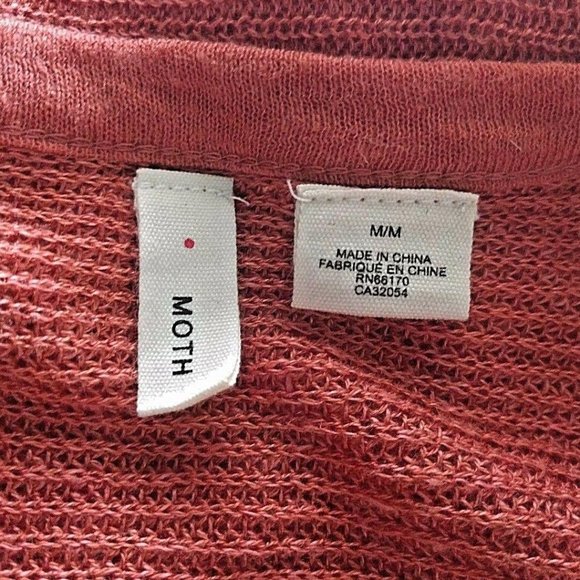 MOTH
M/M
MADE IN CHINA
FABRIQUÉ EN CHINE
RN66170
CA32054